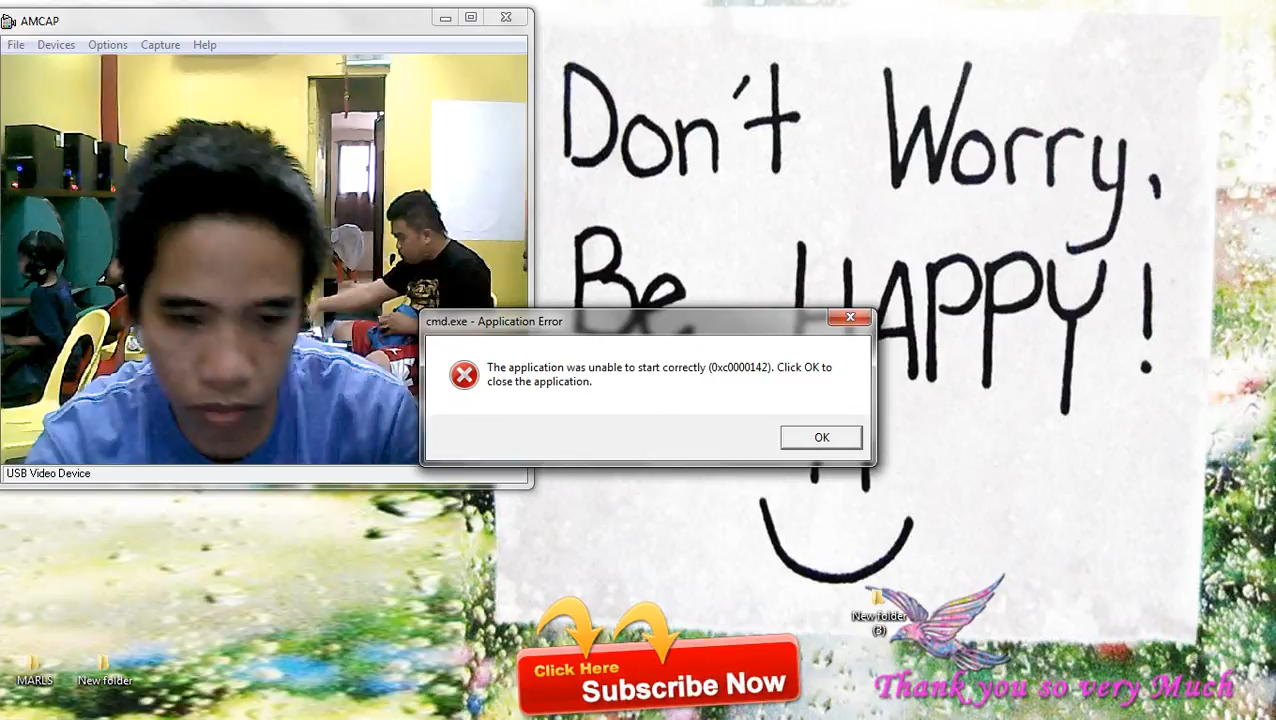 AMCAP
File Devices Options Capture Help
Don't Worry,
Be HAPPY!
cmd.exe - Application Error
The application was unable to start correctly (0xc0000142). Click OK to
close the application.
OK
USB Video Device
New folder
(3)
Click Here
Subscribe Now
MARLS
New folder
Thank you so very Much